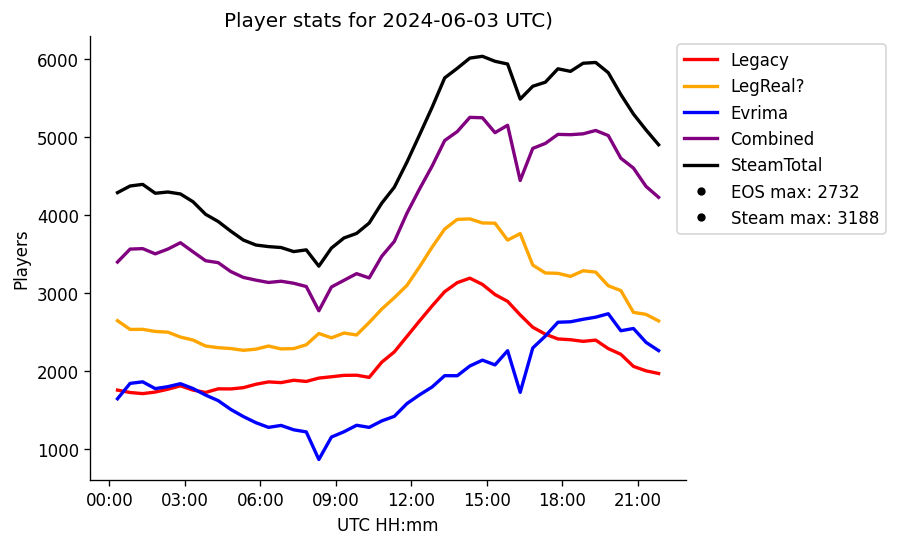 Player stats for 2024-06-03 UTC)
Legacy
LegReal?
Evrima
Combined
SteamTotal
EOS max: 2732
Steam max: 3188
Players
6000
5000
4000
3000
2000
1000
00:00 03:00 06:00 09:00 12:00 15:00 18:00 21:00
UTC HH:mm